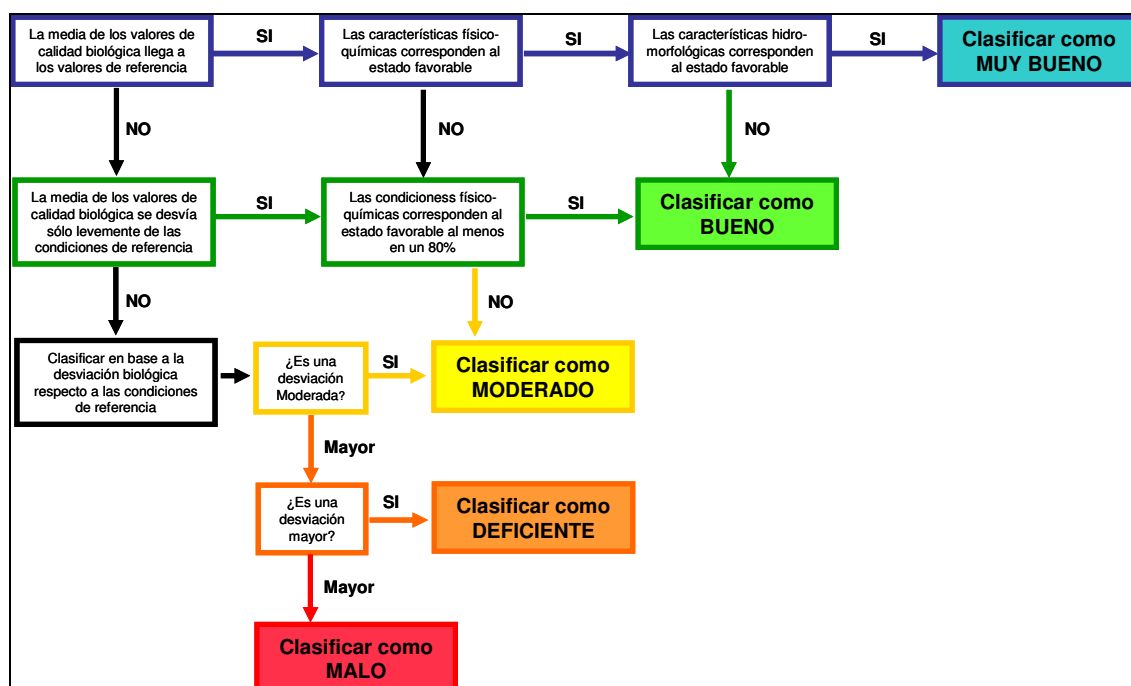 La media de los valores de
calidad biológica llega a
los valores de referencia
SI
Las características físico-
químicas corresponden al
estado favorable
SI
Las características hidro-
morfológicas corresponden
al estado favorable
SI
Clasificar como
MUY BUENO
NO
NO
NO
La media de los valores de
calidad biológica se desvía
sólo levemente de las
condiciones de referencia
SI
Las condicioness físico-
químicas corresponden al
estado favorable al menos
en un 80%
SI
Clasificar como
BUENO
NO
NO
Clasificar en base a la
desviación biológica
respecto a las condiciones
de referencia
¿Es una
desviación
Moderada?
SI
Clasificar como
MODERADO
Mayor
¿Es una
desviación
mayor?
SI
Clasificar como
DEFICIENTE
Mayor
Clasificar como
MALO